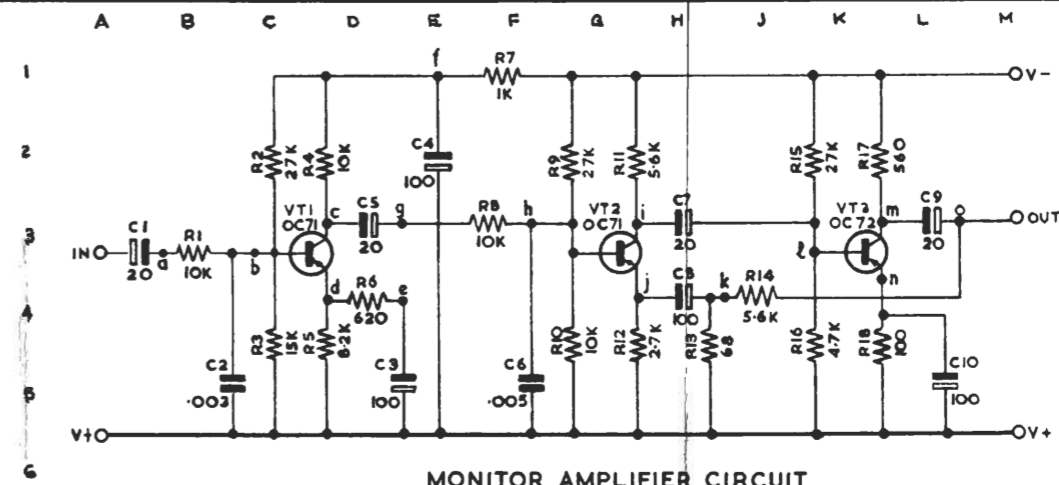 A B C D E F G H J K L M
1
2
3
4
5
6
f
R7
1K
V-
R2
27K
R4
10K
C4
100
R9
27K
R11
5.6K
R15
27K
R17
560
C1
20
IN
a
R1
10K
b
VT1
OC71
c
C5
20
g
R8
10K
h
VT2
OC71
i
C7
20
VT3
OC72
l
m
C9
20
o
OUT
d
R6
620
e
j
C8
100
k
R14
5.6K
n
C2
.003
R3
15K
R5
8.2K
C3
100
C6
.005
R10
10K
R12
2.7K
R13
68
R16
4.7K
R18
100
C10
100
V+
V+
MONITOR AMPLIFIER CIRCUIT